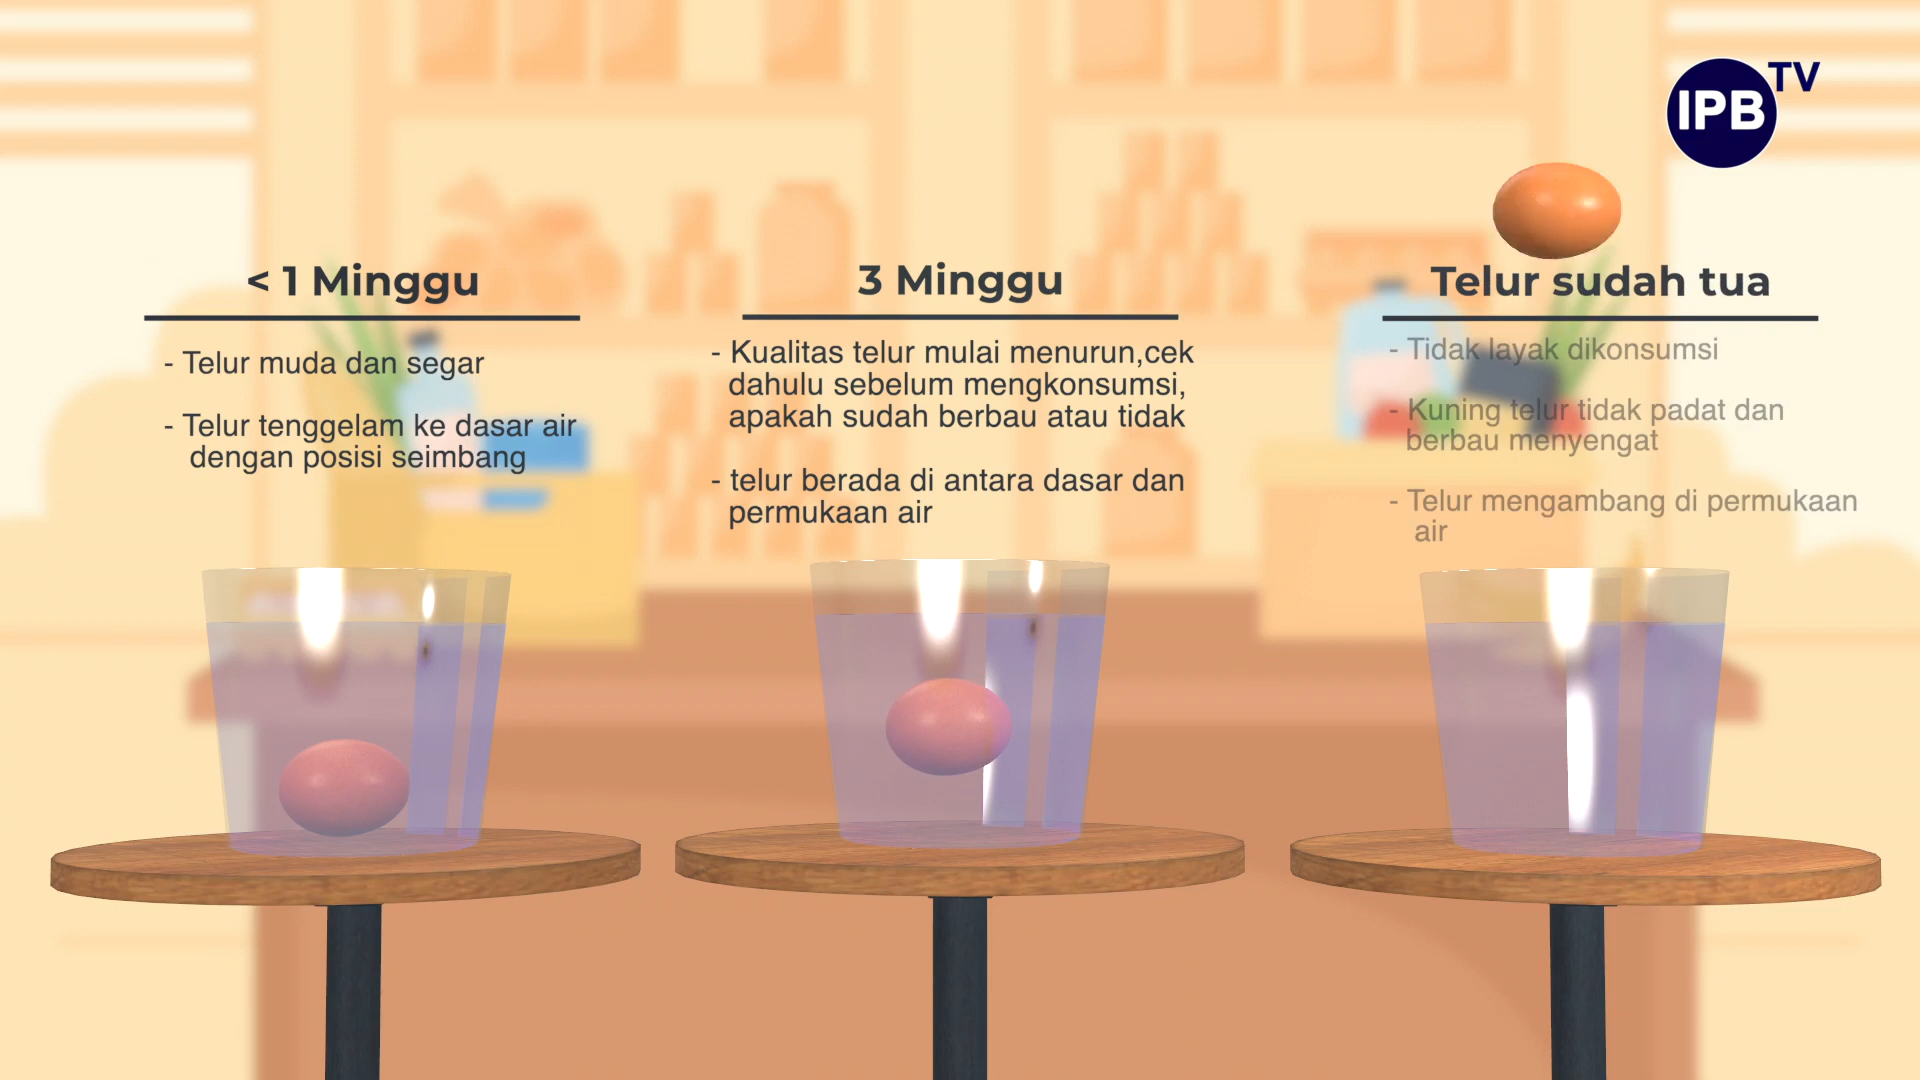 IPB TV
< 1 Minggu
- Telur muda dan segar
- Telur tenggelam ke dasar air
dengan posisi seimbang
3 Minggu
- Kualitas telur mulai menurun,cek
dahulu sebelum mengkonsumsi,
apakah sudah berbau atau tidak
- telur berada di antara dasar dan
permukaan air
Telur sudah tua
- Tidak layak dikonsumsi
- Kuning telur tidak padat dan
berbau menyengat
- Telur mengambang di permukaan
air